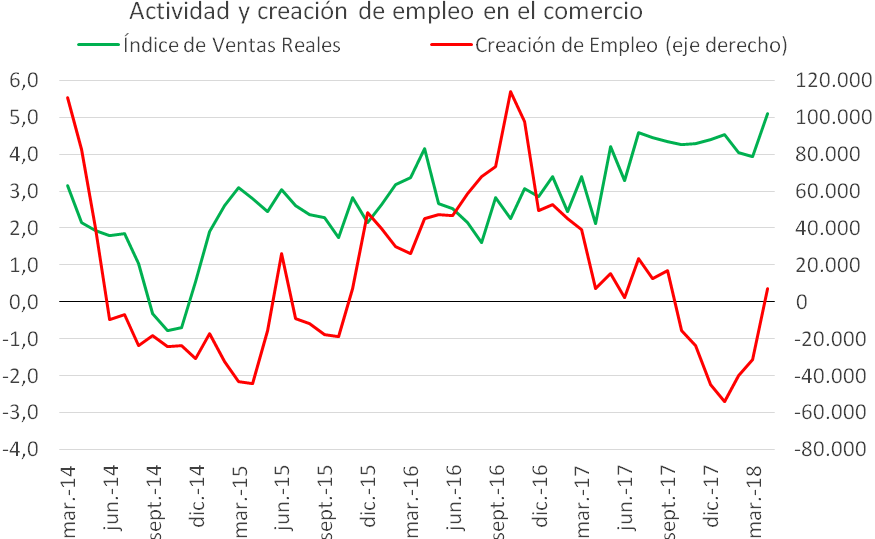 Actividad y creación de empleo en el comercio
Índice de Ventas Reales
Creación de Empleo (eje derecho)
6,0
5,0
4,0
3,0
2,0
1,0
0,0
-1,0
-2,0
-3,0
-4,0
120.000
100.000
80.000
60.000
40.000
20.000
0
-20.000
-40.000
-60.000
-80.000
mar.-14
jun.-14
sept.-14
dic.-14
mar.-15
jun.-15
sept.-15
dic.-15
mar.-16
jun.-16
sept.-16
dic.-16
mar.-17
jun.-17
sept.-17
dic.-17
mar.-18